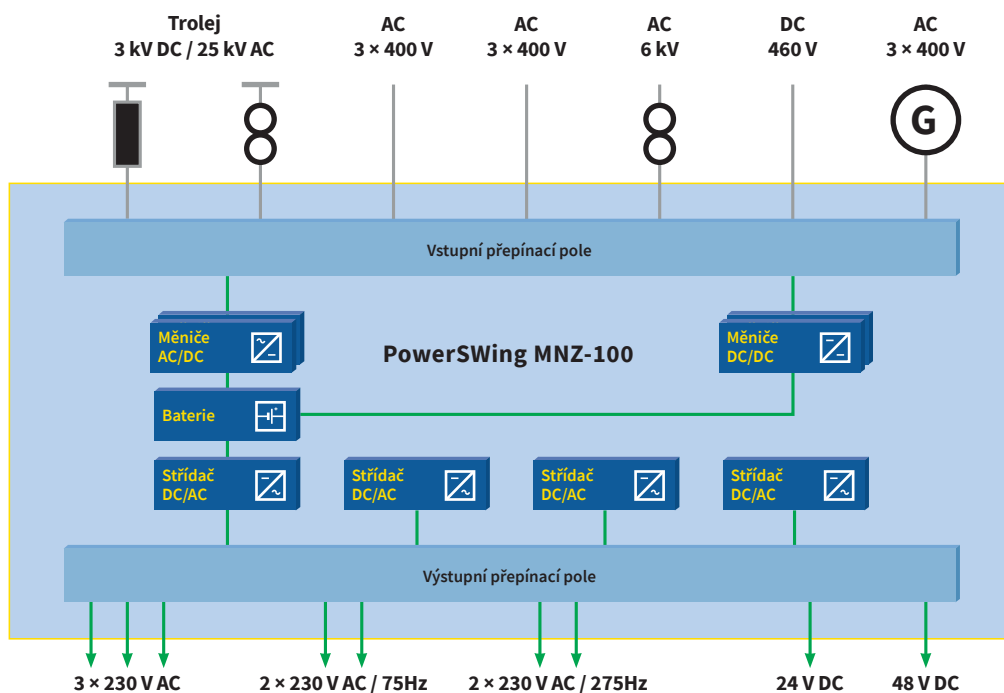 Trolej
3 kV DC / 25 kV AC
AC
3 × 400 V
AC
3 × 400 V
AC
6 kV
DC
460 V
AC
3 × 400 V
G
Vstupní přepínací pole
Měniče
AC/DC
PowerSWing MNZ-100
Měniče
DC/DC
Baterie
Střídač
DC/AC
Střídač
DC/AC
Střídač
DC/AC
Střídač
DC/AC
Výstupní přepínací pole
3 × 230 V AC
2 × 230 V AC / 75Hz
2 × 230 V AC / 275Hz
24 V DC
48 V DC